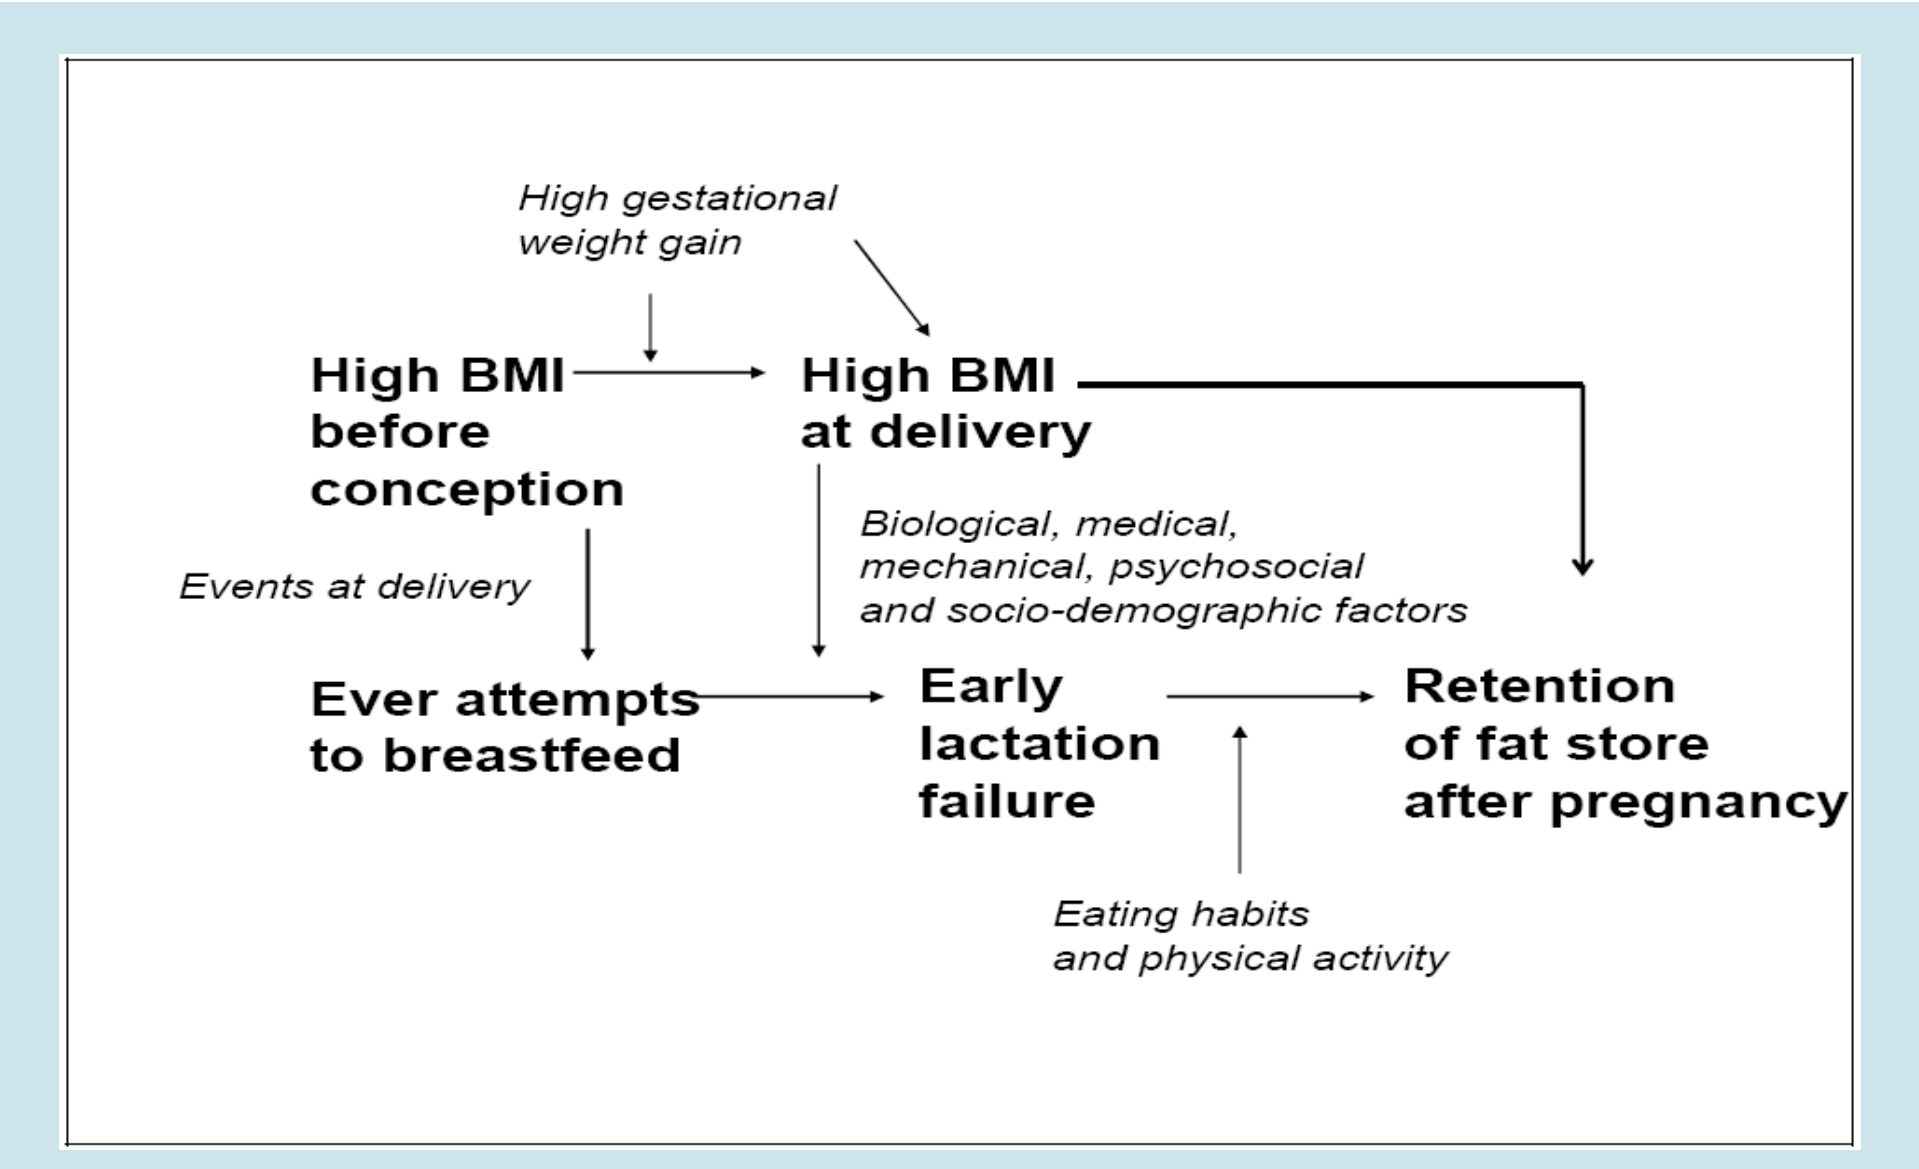 High gestational
weight gain
High BMI
before
conception
High BMI
at delivery
Events at delivery
Biological, medical,
mechanical, psychosocial
and socio-demographic factors
Ever attempts
to breastfeed
Early
lactation
failure
Retention
of fat store
after pregnancy
Eating habits
and physical activity